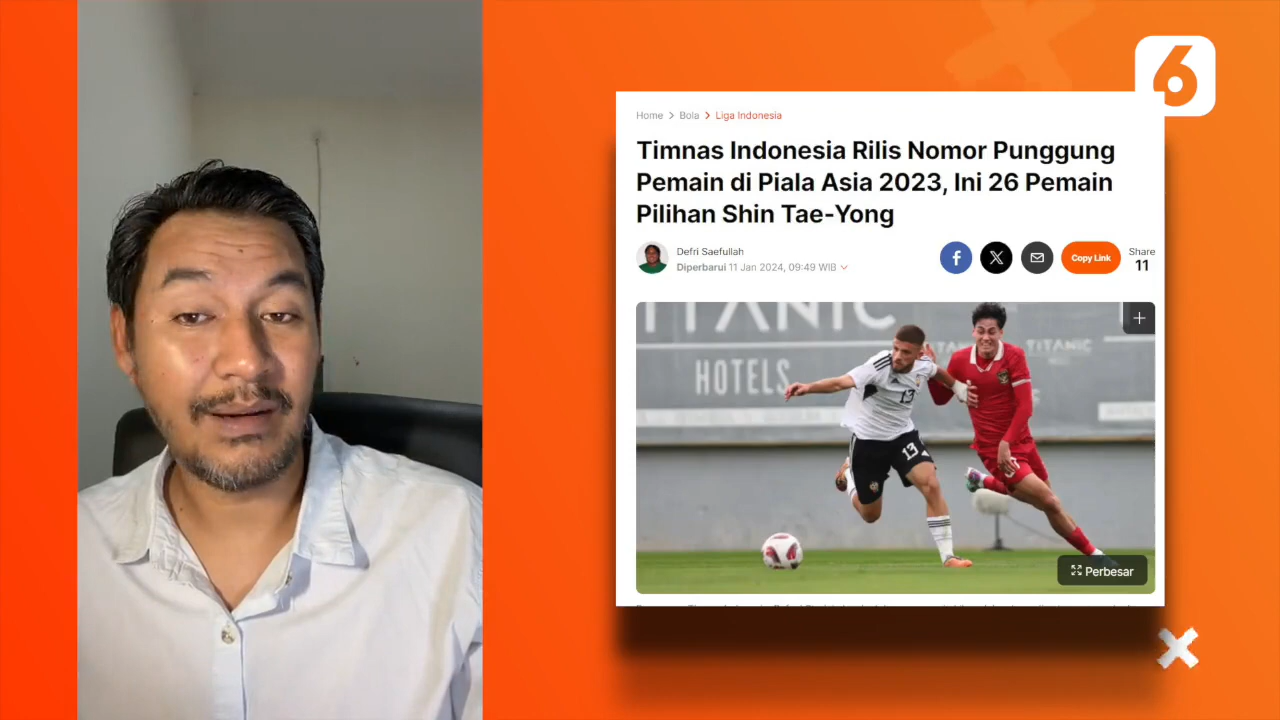 6
Home > Bola > Liga Indonesia
Timnas Indonesia Rilis Nomor Punggung
Pemain di Piala Asia 2023, Ini 26 Pemain
Pilihan Shin Tae-Yong
Defri Saefullah
Diperbarui 11 Jan 2024, 09:49 WIB
Copy Link
Share
11
TITANIC
HOTELS
TITANIC
13
13
Perbesar